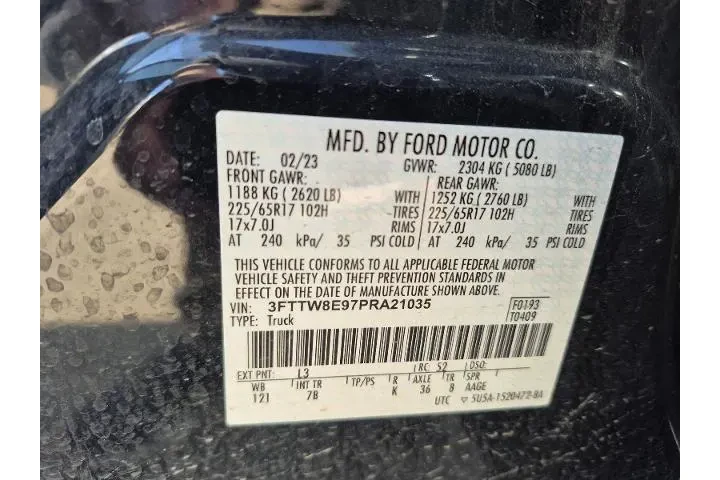 MFD. BY FORD MOTOR CO.
DATE: 02/23 GVWR: 2304 KG ( 5080 LB)
FRONT GAWR: REAR GAWR:
1188 KG ( 2620 LB) WITH 1252 KG ( 2760 LB) WITH
225/65R17 102H TIRES 225/65R17 102H TIRES
17x7.0J RIMS 17x7.0J RIMS
AT 240 kPa/ 35 PSI COLD AT 240 kPa/ 35 PSI COLD
THIS VEHICLE CONFORMS TO ALL APPLICABLE FEDERAL MOTOR
VEHICLE SAFETY AND THEFT PREVENTION STANDARDS IN
EFFECT ON THE DATE OF MANUFACTURE SHOWN ABOVE.
VIN: 3FTTW8E97PRA21035 F0193
TYPE: Truck T0409
EXT PNT: L3 RC: 52 DSO:
WB INT TR TP/PS R AXLE TR SPR
121 7B K 36 8 AAGE
UTC ▽ 5U5A-1520472-BA